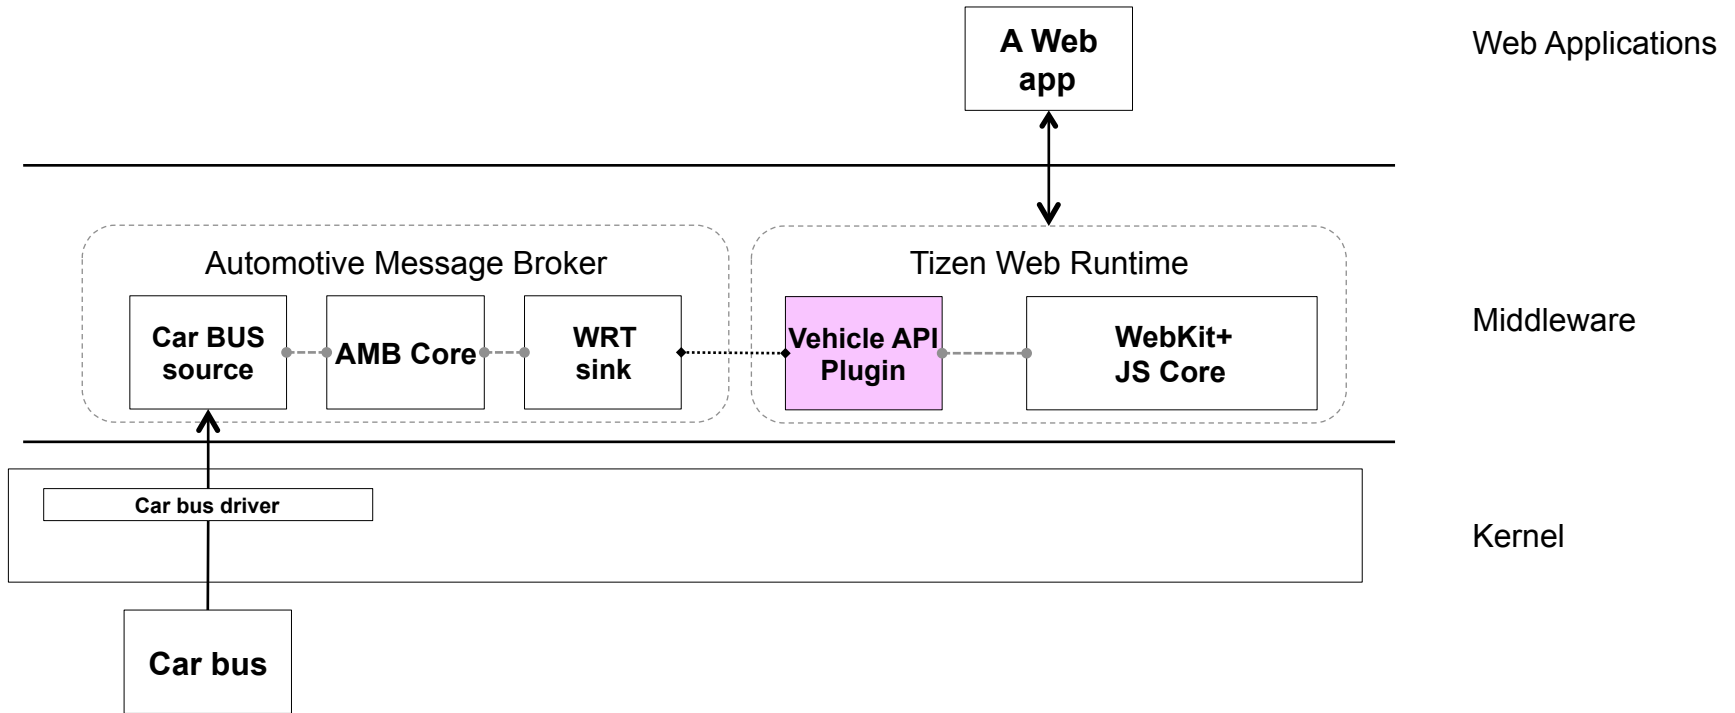 A Web
app
Web Applications
Automotive Message Broker
Tizen Web Runtime
Car BUS
source
AMB Core
WRT
sink
Vehicle API
Plugin
WebKit+
JS Core
Middleware
Car bus driver
Kernel
Car bus